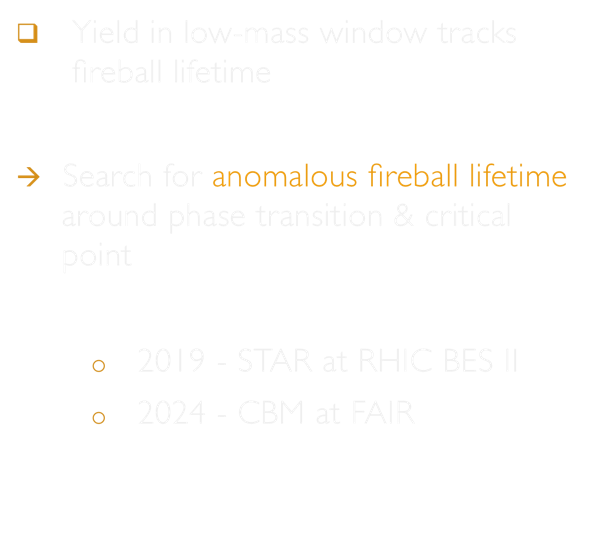 ❑ Yield in low-mass window tracks
fireball lifetime
→ Search for anomalous fireball lifetime
around phase transition & critical
point
o 2019 - STAR at RHIC BES II
o 2024 - CBM at FAIR